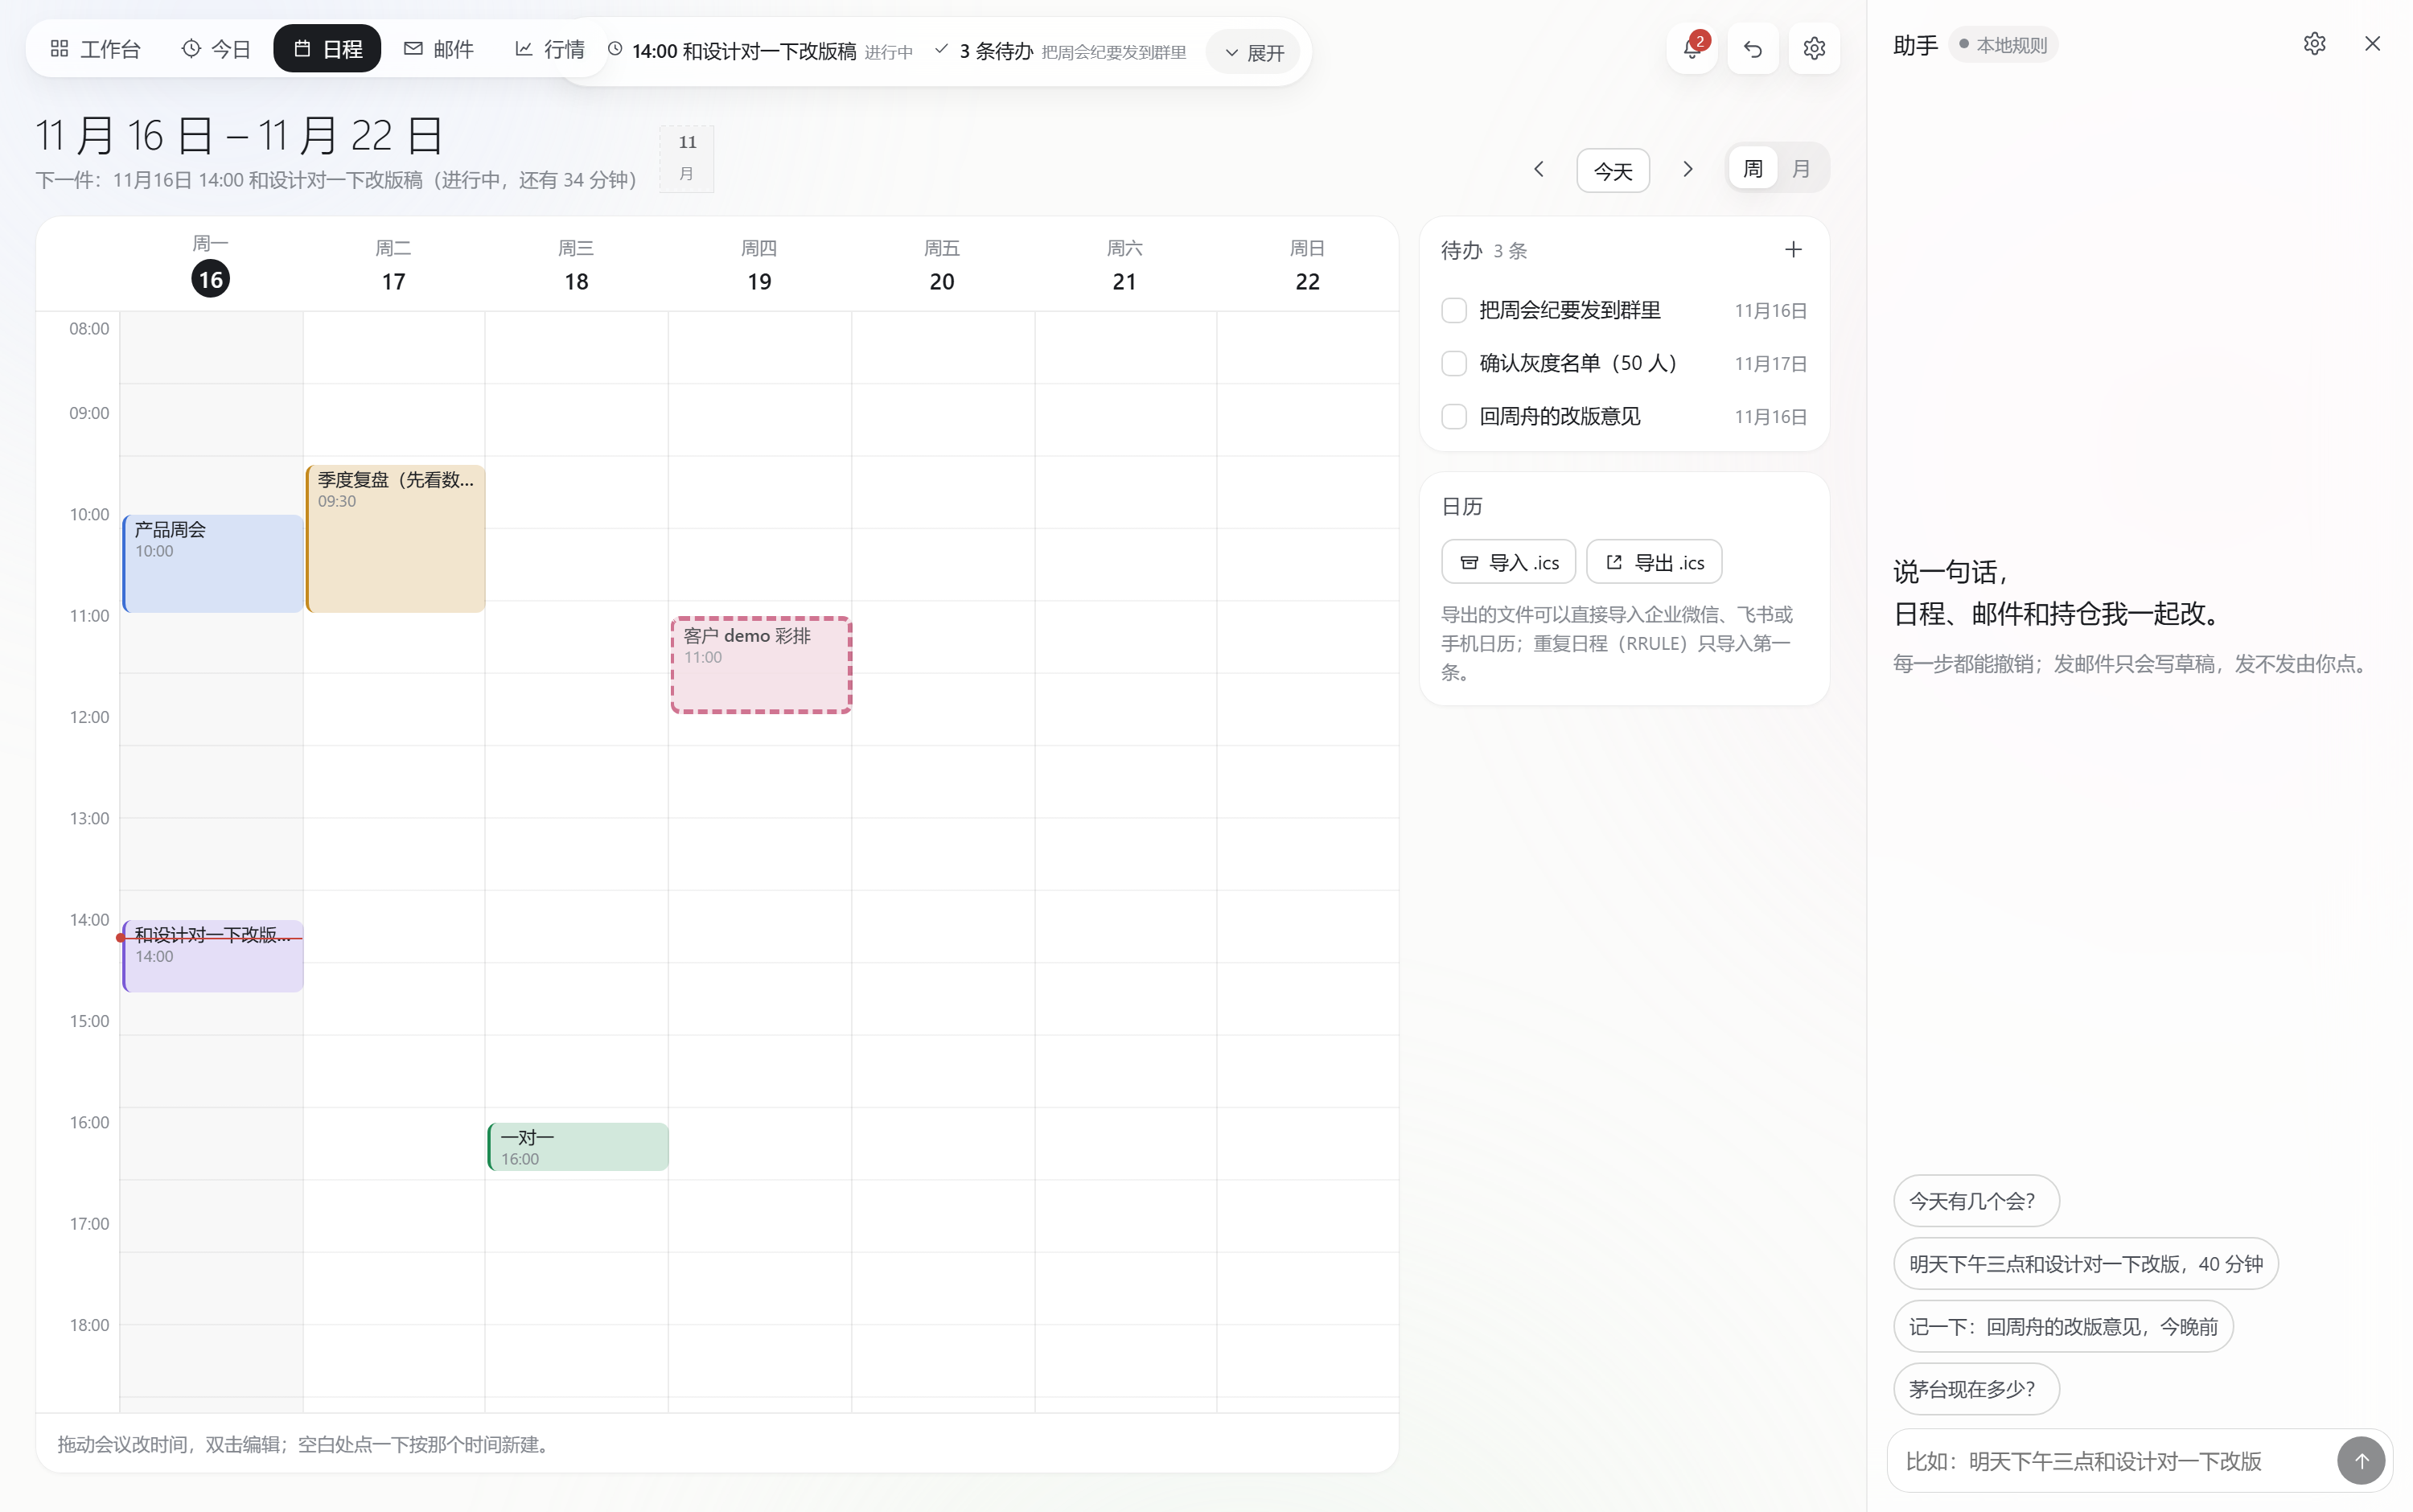 工作台 今日 日程 邮件 行情
14:00 和设计对一下改版稿 进行中 3 条待办 把周会纪要发到群里 展开
2
助手 本地规则
11 月 16 日 – 11 月 22 日
下一件：11月16日 14:00 和设计对一下改版稿（进行中，还有 34 分钟）
11
月
今天
周 月
周一 周二 周三 周四 周五 周六 周日
16 17 18 19 20 21 22
08:00
09:00
10:00
11:00
12:00
13:00
14:00
15:00
16:00
17:00
18:00
产品周会
10:00
和设计对一下改版...
14:00
季度复盘（先看数...
09:30
一对一
16:00
客户 demo 彩排
11:00
拖动会议改时间，双击编辑；空白处点一下按那个时间新建。
待办 3 条
把周会纪要发到群里 11月16日
确认灰度名单（50 人） 11月17日
回周舟的改版意见 11月16日
日历
导入 .ics 导出 .ics
导出的文件可以直接导入企业微信、飞书或
手机日历；重复日程（RRULE）只导入第一
条。
说一句话，
日程、邮件和持仓我一起改。
每一步都能撤销；发邮件只会写草稿，发不发由你点。
今天有几个会？
明天下午三点和设计对一下改版，40 分钟
记一下：回周舟的改版意见，今晚前
茅台现在多少？
比如：明天下午三点和设计对一下改版